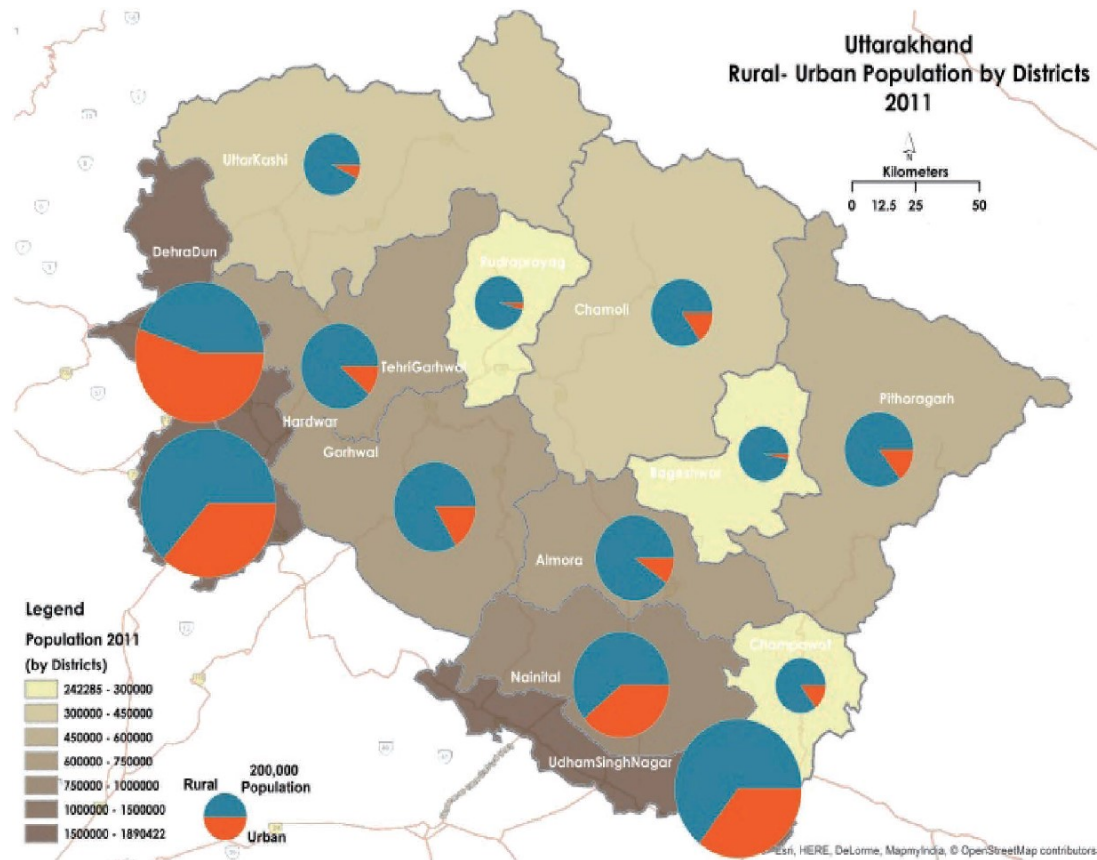 Uttarakhand
Rural- Urban Population by Districts
2011
N
Kilometers
0 12.5 25 50
UttarKashi
DehraDun
Rudraprayag
Chamoli
TehriGarhwal
Hardwar
Pithoragarh
Garhwal
Bageshwar
Almora
Champawat
Nainital
UdhamSinghNagar
Legend
Population 2011
(by Districts)
242285 - 300000
300000 - 450000
450000 - 600000
600000 - 750000
750000 - 1000000
1000000 - 1500000
1500000 - 1890422
200,000
Rural Population
Urban
Esri, HERE, DeLorme, MapmyIndia, © OpenStreetMap contributors